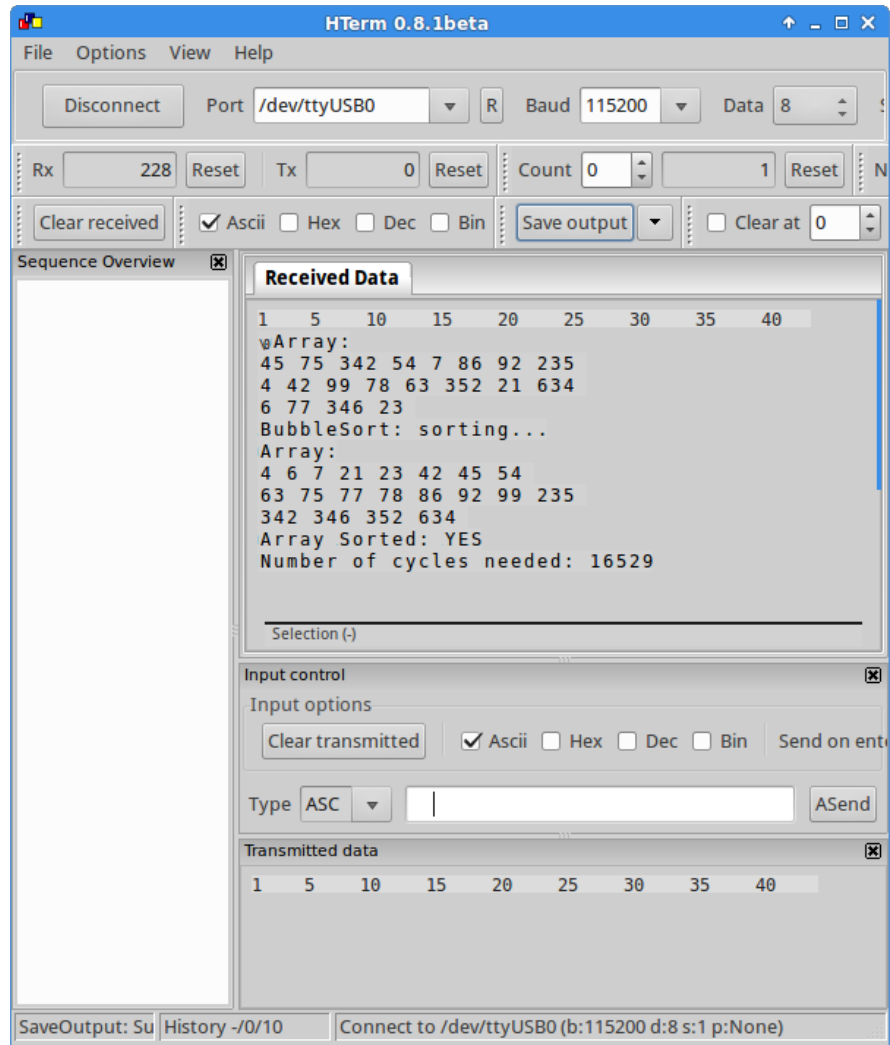 HTerm 0.8.1beta
File Options View Help
Disconnect Port /dev/ttyUSB0 R Baud 115200 Data 8
Rx 228 Reset Tx 0 Reset Count 0 1 Reset N
Clear received Ascii Hex Dec Bin Save output Clear at 0
Sequence Overview
Received Data
1 5 10 15 20 25 30 35 40
\0Array:
45 75 342 54 7 86 92 235
4 42 99 78 63 352 21 634
6 77 346 23
BubbleSort: sorting...
Array:
4 6 7 21 23 42 45 54
63 75 77 78 86 92 99 235
342 346 352 634
Array Sorted: YES
Number of cycles needed: 16529
Selection (-)
Input control
Input options
Clear transmitted Ascii Hex Dec Bin Send on ent
Type ASC ASend
Transmitted data
1 5 10 15 20 25 30 35 40
SaveOutput: Su History -/0/10 Connect to /dev/ttyUSB0 (b:115200 d:8 s:1 p:None)